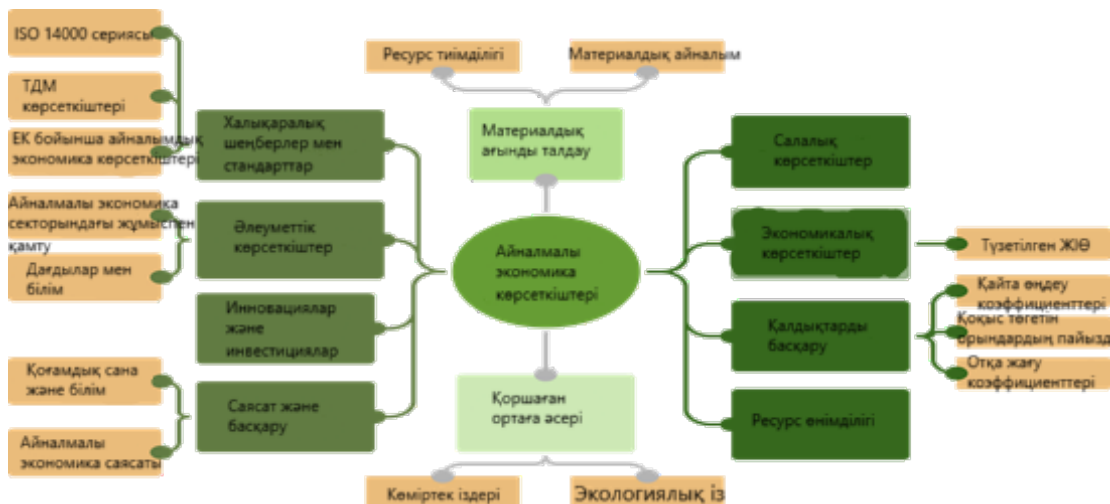 ISO 14000 сериясы
ТДМ
көрсеткіштері
ЕК бойынша айналымдық
экономика көрсеткіштері
Айналмалы экономика
секторындағы жұмыспен
қамту
Дағдылар мен
білім
Қоғамдық сана
және білім
Айналмалы
экономика саясаты
Халықаралық
шеңберлер мен
стандарттар
Әлеуметтік
көрсеткіштер
Инновациялар
және
инвестициялар
Саясат және
басқару
Ресурс тиімділігі
Материалдық айналым
Материалдық
ағынды талдау
Айналмалы
экономика
көрсеткіштері
Қоршаған
ортаға әсері
Көміртек іздері
Экологиялық із
Салалық
көрсеткіштер
Экономикалық
көрсеткіштер
Қалдықтарды
басқару
Ресурс өнімділігі
Түзетілген ЖІӨ
Қайта өңдеу
коэффициенттері
Қоқыс төгетін
орындардың пайызд
Отқа жағу
коэффициенттері